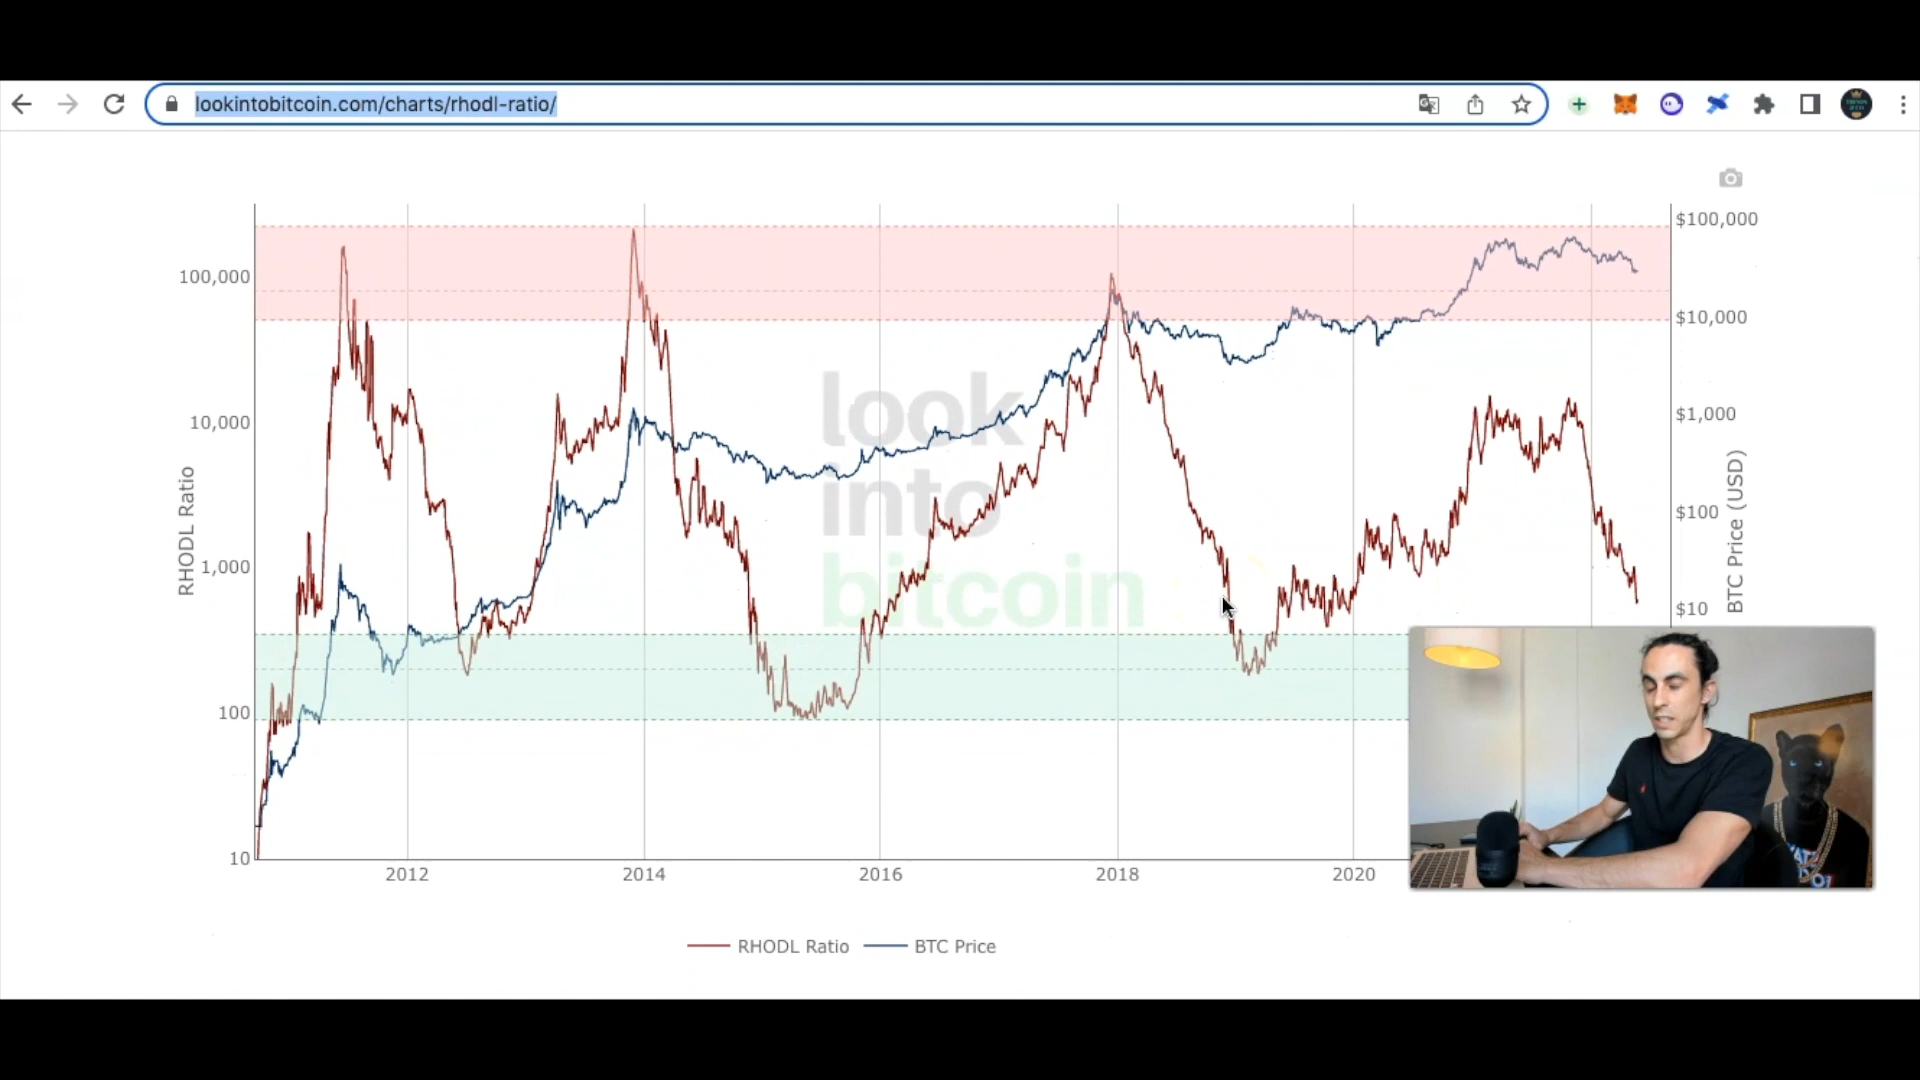 lookintobitcoin.com/charts/rhodl-ratio/
$100,000
100,000
$10,000
10,000
$1,000
look
into
bitcoin
RHODL Ratio
BTC Price (USD)
$100
1,000
$10
100
10
2012
2014
2016
2018
2020
RHODL Ratio
BTC Price